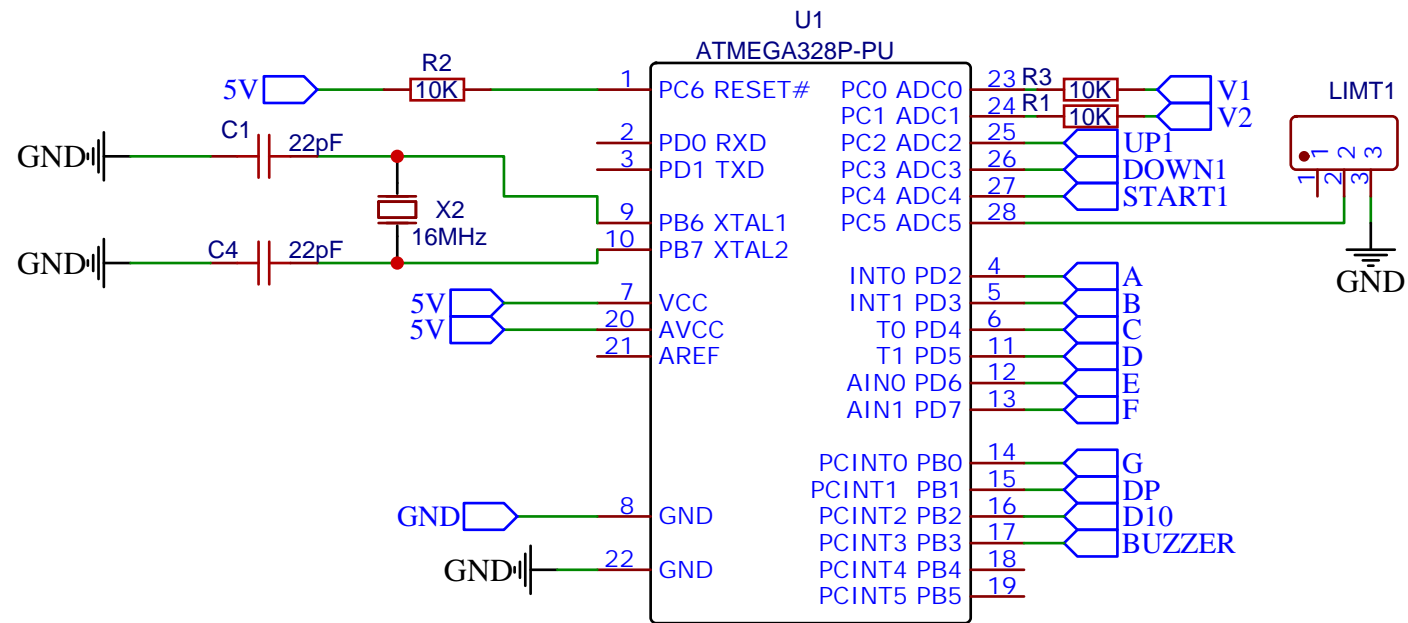 U1
ATMEGA328P-PU
5V
R2
10K
1
PC6 RESET#
GND
C1
22pF
2
PD0 RXD
3
PD1 TXD
X2
16MHz
9
PB6 XTAL1
10
PB7 XTAL2
GND
C4
22pF
5V
7
VCC
5V
20
AVCC
21
AREF
GND
8
GND
GND
22
GND
PC0 ADC0
23
R3
10K
V1
PC1 ADC1
24
R1
10K
V2
PC2 ADC2
25
UP1
PC3 ADC3
26
DOWN1
PC4 ADC4
27
START1
PC5 ADC5
28
LIMT1
1 2 3
1 2 3
GND
INT0 PD2
4
A
INT1 PD3
5
B
T0 PD4
6
C
T1 PD5
11
D
AIN0 PD6
12
E
AIN1 PD7
13
F
PCINT0 PB0
14
G
PCINT1 PB1
15
DP
PCINT2 PB2
16
D10
PCINT3 PB3
17
BUZZER
PCINT4 PB4
18
PCINT5 PB5
19